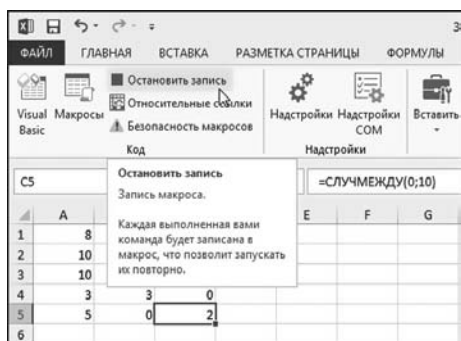 ФАЙЛ ГЛАВНАЯ ВСТАВКА РАЗМЕТКА СТРАНИЦЫ ФОРМУЛЫ
Visual Basic
Макросы
Остановить запись
Относительные ссылки
Безопасность макросов
Код
Надстройки
Надстройки COM
Надстройки
Вставить
Остановить запись
Запись макроса.
Каждая выполненная вами
команда будет записана в
макрос, что позволит запускать
их повторно.
C5 =СЛУЧМЕЖДУ(0;10)
A E F G
1 8
2 10
3 10
4 3 3 0
5 5 0 2
6